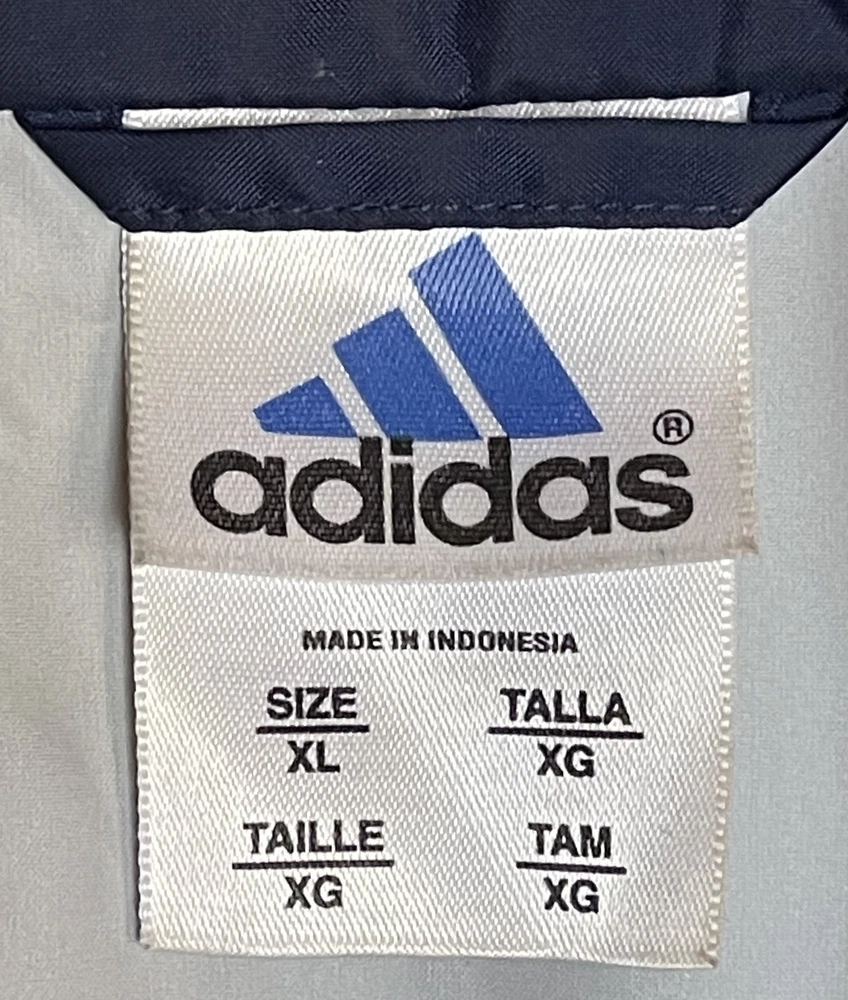 adidas®
MADE IN INDONESIA
SIZE
XL
TALLA
XG
TAILLE
XG
TAM
XG